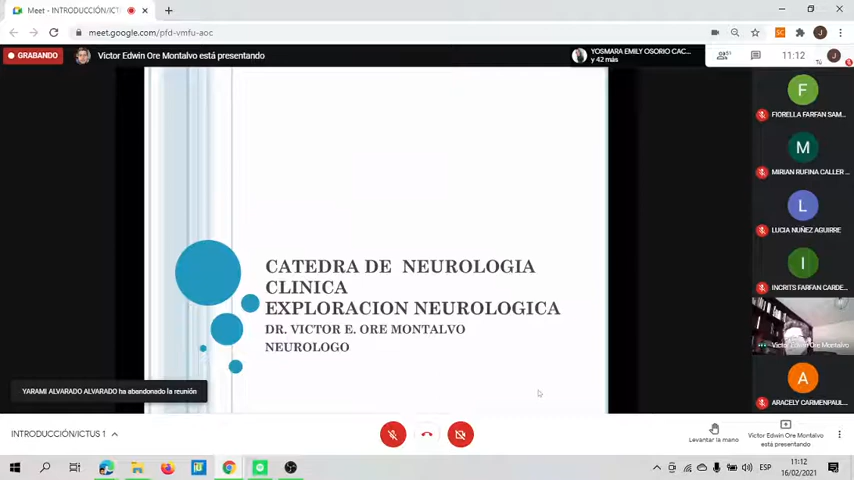 Meet - INTRODUCCIÓN/ICT
meet.google.com/pfd-vmfu-aoc
GRABANDO
Victor Edwin Ore Montalvo está presentando
YOSMARA EMILY OSORIO CAC...
y 42 más
11:12
Tú
J
F
FIORELLA FARFAN SAM...
M
MIRIAN RUFINA CALLER ...
L
LUCIA NUÑEZ AGUIRRE
I
INCRITS FARFAN CARDE...
Victor Edwin Ore Montalvo
A
ARACELY CARMENPAUL...
CATEDRA DE NEUROLOGIA
CLINICA
EXPLORACION NEUROLOGICA
DR. VICTOR E. ORE MONTALVO
NEUROLOGO
YARAMI ALVARADO ALVARADO ha abandonado la reunión
INTRODUCCIÓN/ICTUS 1
Levantar la mano
Victor Edwin Ore Montalvo
está presentando
ESP
11:12
16/02/2021